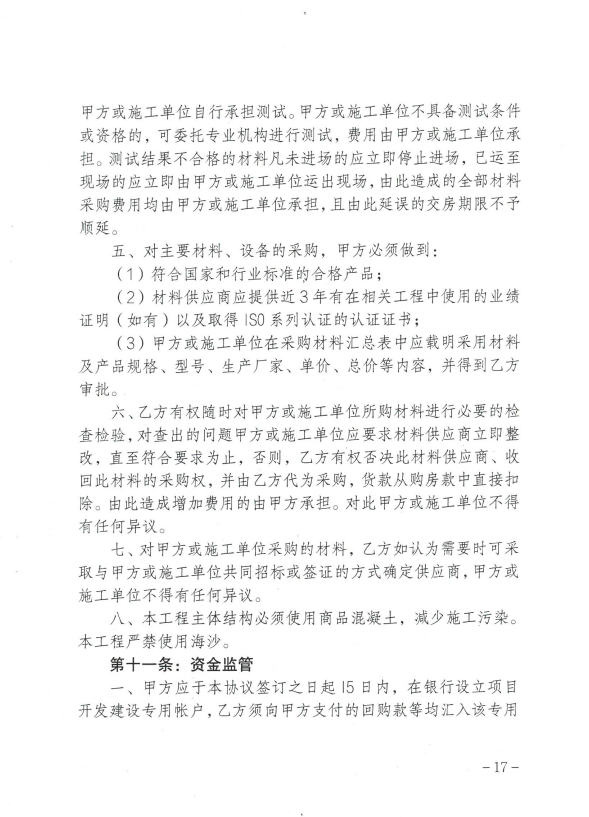 甲方或施工单位自行承担测试。甲方或施工单位不具备测试条件
或资格的，可委托专业机构进行测试，费用由甲方或施工单位承
担。测试结果不合格的材料凡未进场的应立即停止进场，已运至
现场的应立即由甲方或施工单位运出现场，由此造成的全部材料
采购费用均由甲方或施工单位承担，且由此延误的交房期限不予
顺延。
五、对主要材料、设备的采购，甲方必须做到：
（1）符合国家和行业标准的合格产品；
（2）材料供应商应提供近3年有在相关工程中使用的业绩
证明（如有）以及取得ISO系列认证的认证证书；
（3）甲方或施工单位在采购材料汇总表中应载明采用材料
及产品规格、型号、生产厂家、单价、总价等内容，并得到乙方
审批。
六、乙方有权随时对甲方或施工单位所购材料进行必要的检
查检验，对查出的问题甲方或施工单位应要求材料供应商立即整
改，直至符合要求为止，否则，乙方有权否决此材料供应商、收
回此材料的采购权，并由乙方代为采购，货款从购房款中直接扣
除。由此造成增加费用的由甲方承担。对此甲方或施工单位不得
有任何异议。
七、对甲方或施工单位采购的材料，乙方如认为需要时可采
取与甲方或施工单位共同招标或签证的方式确定供应商，甲方或
施工单位不得有任何异议。
八、本工程主体结构必须使用商品混凝土，减少施工污染。
本工程严禁使用海沙。
第十一条：资金监管
一、甲方应于本协议签订之日起15日内，在银行设立项目
开发建设专用帐户，乙方须向甲方支付的回购款等均汇入该专用
-17-